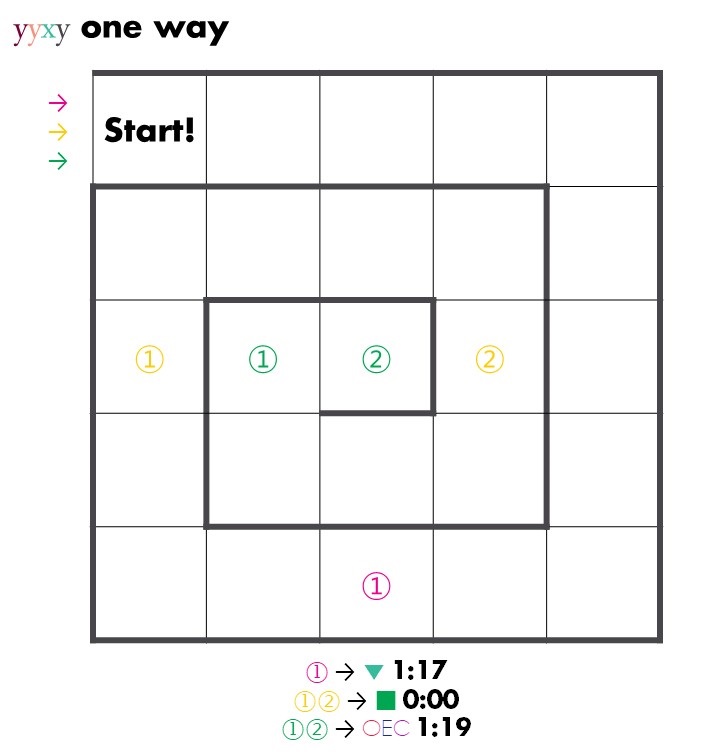 yyxy one way
→
→
→
Start!
① ① ② ②
①
① → ▼ 1:17
①② → ■ 0:00
①② → OEC 1:19